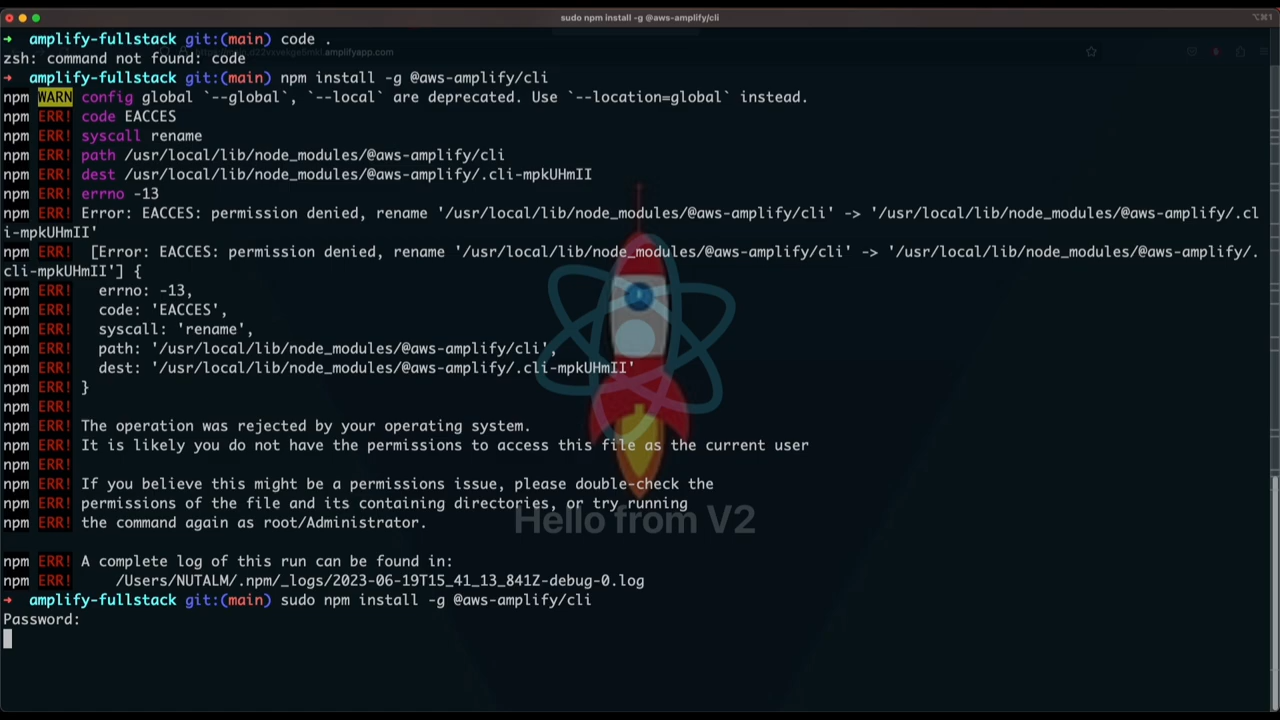 sudo npm install -g @aws-amplify/cli
⌥⌘1
➜ amplify-fullstack git:(main) code .
zsh: command not found: code
➜ amplify-fullstack git:(main) npm install -g @aws-amplify/cli
npm WARN config global `--global`, `--local` are deprecated. Use `--location=global` instead.
npm ERR! code EACCES
npm ERR! syscall rename
npm ERR! path /usr/local/lib/node_modules/@aws-amplify/cli
npm ERR! dest /usr/local/lib/node_modules/@aws-amplify/.cli-mpkUHmII
npm ERR! errno -13
npm ERR! Error: EACCES: permission denied, rename '/usr/local/lib/node_modules/@aws-amplify/cli' -> '/usr/local/lib/node_modules/@aws-amplify/.cl
i-mpkUHmII'
npm ERR!  [Error: EACCES: permission denied, rename '/usr/local/lib/node_modules/@aws-amplify/cli' -> '/usr/local/lib/node_modules/@aws-amplify/.
cli-mpkUHmII'] {
npm ERR!   errno: -13,
npm ERR!   code: 'EACCES',
npm ERR!   syscall: 'rename',
npm ERR!   path: '/usr/local/lib/node_modules/@aws-amplify/cli',
npm ERR!   dest: '/usr/local/lib/node_modules/@aws-amplify/.cli-mpkUHmII'
npm ERR! }
npm ERR!
npm ERR! The operation was rejected by your operating system.
npm ERR! It is likely you do not have the permissions to access this file as the current user
npm ERR!
npm ERR! If you believe this might be a permissions issue, please double-check the
npm ERR! permissions of the file and its containing directories, or try running
npm ERR! the command again as root/Administrator.
Hello from V2
npm ERR! A complete log of this run can be found in:
npm ERR!     /Users/NUTALM/.npm/_logs/2023-06-19T15_41_13_841Z-debug-0.log
➜ amplify-fullstack git:(main) sudo npm install -g @aws-amplify/cli
Password: